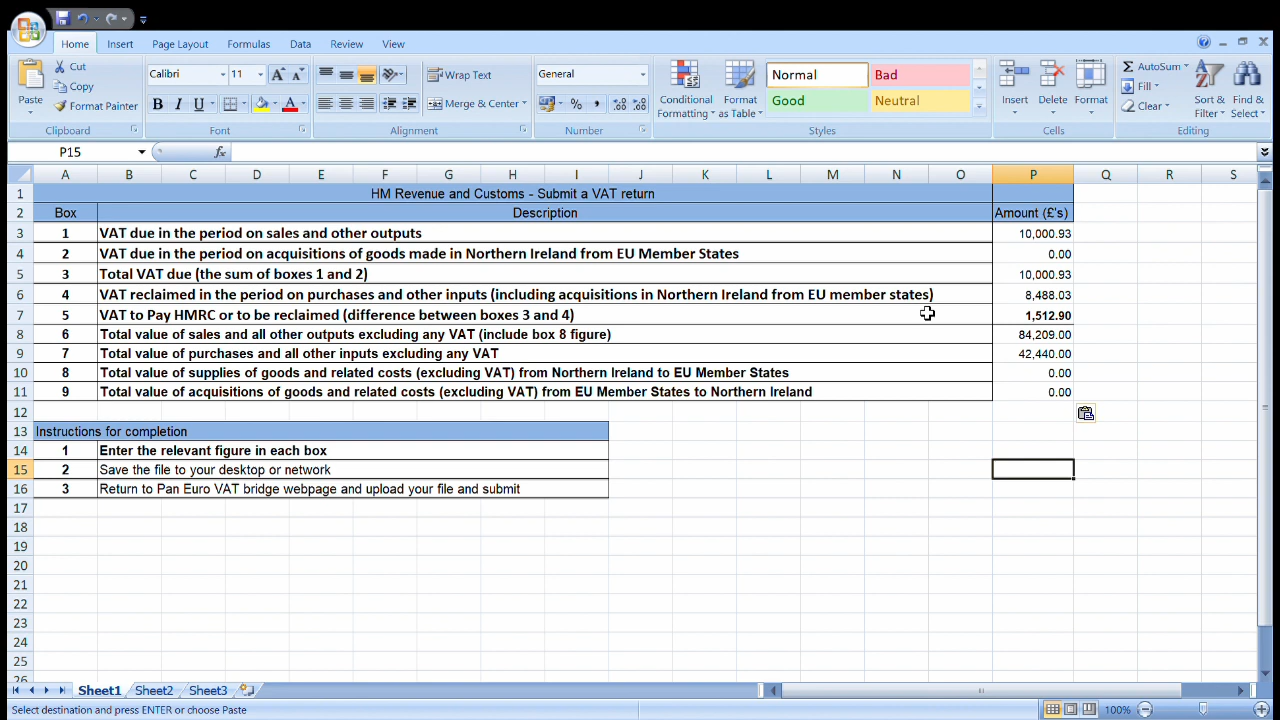 Home Insert Page Layout Formulas Data Review View
Cut
Copy
Format Painter
Paste
Clipboard
Calibri 11
B I U
Font
Wrap Text
Merge & Center
Alignment
General
%
Number
Conditional Formatting
Format as Table
Normal Bad
Good Neutral
Styles
Insert Delete Format
Cells
AutoSum
Fill
Clear
Sort & Filter
Find & Select
Editing
P15 fx
A B C D E F G H I J K L M N O P Q R S
1 HM Revenue and Customs - Submit a VAT return
2 Box Description Amount (£'s)
3 1 VAT due in the period on sales and other outputs 10,000.93
4 2 VAT due in the period on acquisitions of goods made in Northern Ireland from EU Member States 0.00
5 3 Total VAT due (the sum of boxes 1 and 2) 10,000.93
6 4 VAT reclaimed in the period on purchases and other inputs (including acquisitions in Northern Ireland from EU member states) 8,488.03
7 5 VAT to Pay HMRC or to be reclaimed (difference between boxes 3 and 4) 1,512.90
8 6 Total value of sales and all other outputs excluding any VAT (include box 8 figure) 84,209.00
9 7 Total value of purchases and all other inputs excluding any VAT 42,440.00
10 8 Total value of supplies of goods and related costs (excluding VAT) from Northern Ireland to EU Member States 0.00
11 9 Total value of acquisitions of goods and related costs (excluding VAT) from EU Member States to Northern Ireland 0.00
12
13 Instructions for completion
14 1 Enter the relevant figure in each box
15 2 Save the file to your desktop or network
16 3 Return to Pan Euro VAT bridge webpage and upload your file and submit
17
18
19
20
21
22
23
24
25
26
Sheet1 Sheet2 Sheet3
Select destination and press ENTER or choose Paste 100%